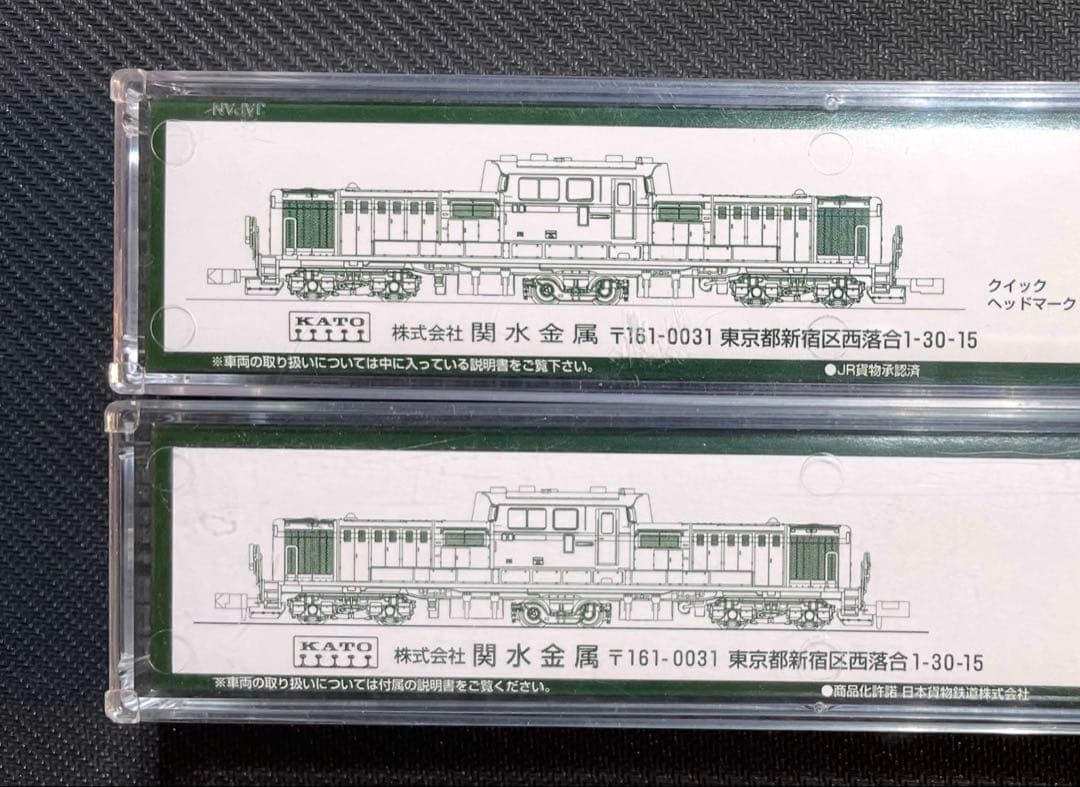 JAPAN
クイック
ヘッドマーク
KATO
株式会社 関水金属 〒161-0031 東京都新宿区西落合1-30-15
※車両の取り扱いについては中に入っている説明書をご覧下さい。
●JR貨物承認済
KATO
株式会社 関水金属 〒161-0031 東京都新宿区西落合1-30-15
※車両の取り扱いについては付属の説明書をご覧ください。
●商品化許諾 日本貨物鉄道株式会社